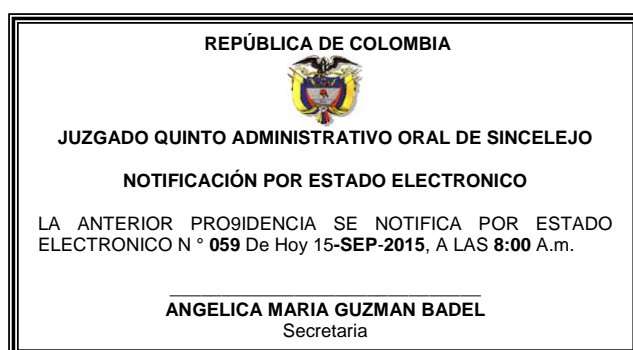 REPÚBLICA DE COLOMBIA
JUZGADO QUINTO ADMINISTRATIVO ORAL DE SINCELEJO
NOTIFICACIÓN POR ESTADO ELECTRONICO
LA ANTERIOR PRO9IDENCIA SE NOTIFICA POR ESTADO
ELECTRONICO N ° 059 De Hoy 15-SEP-2015, A LAS 8:00 A.m.
ANGELICA MARIA GUZMAN BADEL
Secretaria